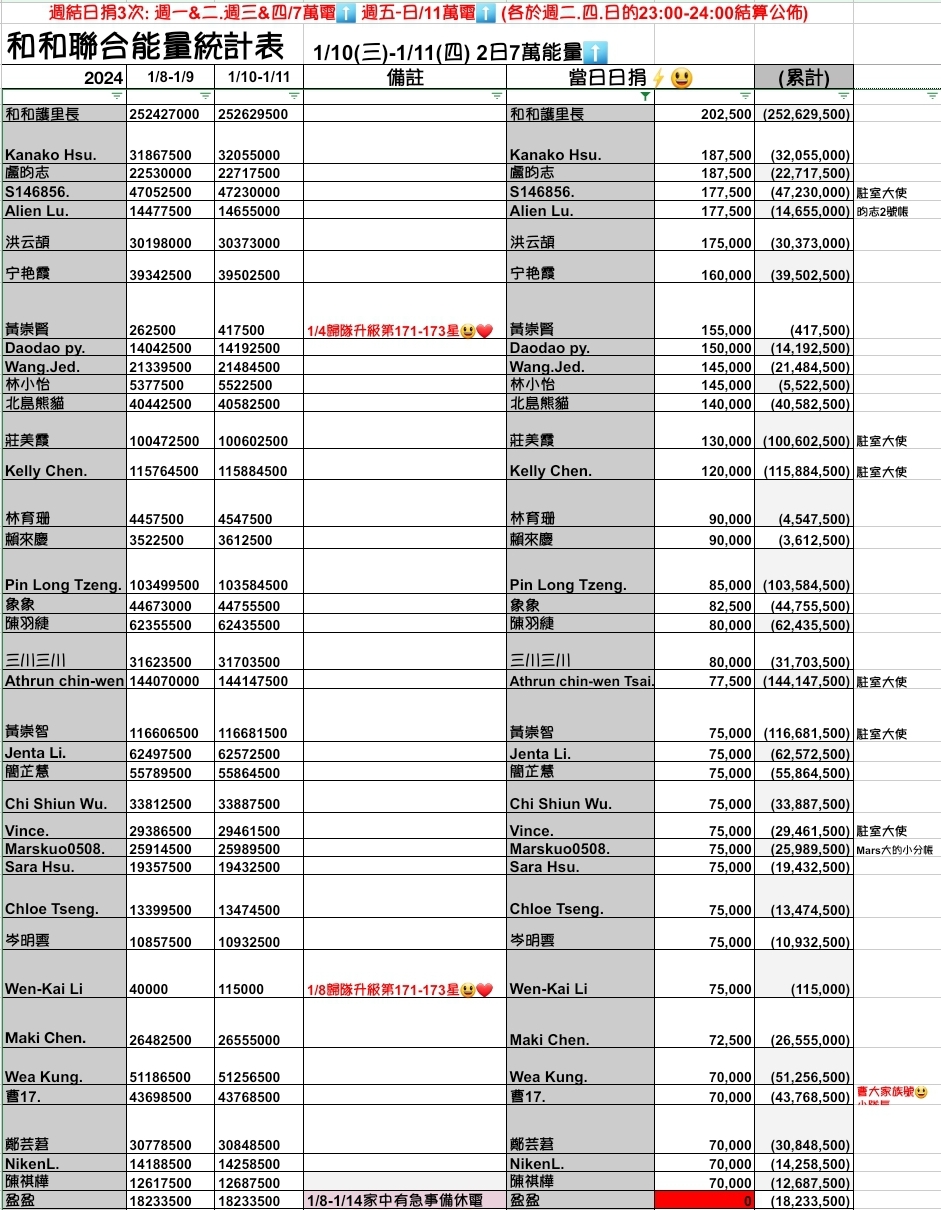 週結日捐3次: 週一&二.週三&四/7萬電⬆️ 週五-日/11萬電⬆️ (各於週二.四.日的23:00-24:00結算公佈)
和和聯合能量統計表 1/10(三)-1/11(四) 2日7萬能量⬆️
2024 1/8-1/9 1/10-1/11 備註 當日日捐⚡😃 (累計)
和和護里長 252427000 252629500 和和護里長 202,500 (252,629,500)
Kanako Hsu. 31867500 32055000 Kanako Hsu. 187,500 (32,055,000)
盧昀志 22530000 22717500 盧昀志 187,500 (22,717,500)
S146856. 47052500 47230000 S146856. 177,500 (47,230,000) 駐室大使
Alien Lu. 14477500 14655000 Alien Lu. 177,500 (14,655,000) 昀志2號帳
洪云頡 30198000 30373000 洪云頡 175,000 (30,373,000)
宁艳霞 39342500 39502500 宁艳霞 160,000 (39,502,500)
黃崇賢 262500 417500 1/4歸隊升級第171-173星😃❤️ 黃崇賢 155,000 (417,500)
Daodao py. 14042500 14192500 Daodao py. 150,000 (14,192,500)
Wang.Jed. 21339500 21484500 Wang.Jed. 145,000 (21,484,500)
林小怡 5377500 5522500 林小怡 145,000 (5,522,500)
北島熊貓 40442500 40582500 北島熊貓 140,000 (40,582,500)
莊美霞 100472500 100602500 莊美霞 130,000 (100,602,500) 駐室大使
Kelly Chen. 115764500 115884500 Kelly Chen. 120,000 (115,884,500) 駐室大使
林育珊 4457500 4547500 林育珊 90,000 (4,547,500)
賴來慶 3522500 3612500 賴來慶 90,000 (3,612,500)
Pin Long Tzeng. 103499500 103584500 Pin Long Tzeng. 85,000 (103,584,500)
象象 44673000 44755500 象象 82,500 (44,755,500)
陳羽緁 62355500 62435500 陳羽緁 80,000 (62,435,500)
三川三川 31623500 31703500 三川三川 80,000 (31,703,500)
Athrun chin-wen 144070000 144147500 Athrun chin-wen Tsai. 77,500 (144,147,500) 駐室大使
黃崇智 116606500 116681500 黃崇智 75,000 (116,681,500) 駐室大使
Jenta Li. 62497500 62572500 Jenta Li. 75,000 (62,572,500)
簡芷慧 55789500 55864500 簡芷慧 75,000 (55,864,500)
Chi Shiun Wu. 33812500 33887500 Chi Shiun Wu. 75,000 (33,887,500)
Vince. 29386500 29461500 Vince. 75,000 (29,461,500) 駐室大使
Marskuo0508. 25914500 25989500 Marskuo0508. 75,000 (25,989,500) Mars大的小分帳
Sara Hsu. 19357500 19432500 Sara Hsu. 75,000 (19,432,500)
Chloe Tseng. 13399500 13474500 Chloe Tseng. 75,000 (13,474,500)
岑明雲 10857500 10932500 岑明雲 75,000 (10,932,500)
Wen-Kai Li 40000 115000 1/8歸隊升級第171-173星😃❤️ Wen-Kai Li 75,000 (115,000)
Maki Chen. 26482500 26555000 Maki Chen. 72,500 (26,555,000)
Wea Kung. 51186500 51256500 Wea Kung. 70,000 (51,256,500)
曹17. 43698500 43768500 曹17. 70,000 (43,768,500) 曹大家族號😃
鄭芸萫 30778500 30848500 鄭芸萫 70,000 (30,848,500)
NikenL. 14188500 14258500 NikenL. 70,000 (14,258,500)
陳祺樺 12617500 12687500 陳祺樺 70,000 (12,687,500)
盈盈 18233500 18233500 1/8-1/14家中有急事備休電 盈盈 0 (18,233,500)